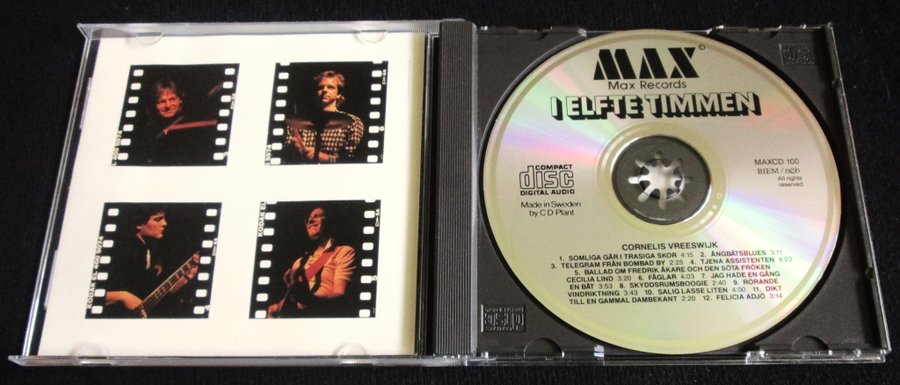 MAX
Max Records
I ELFTE TIMMEN
COMPACT
disc
DIGITAL AUDIO
Made in Sweden
by CD Plant
MAXCD 100
BIEM / n©b
All rights
reserved
CORNELIS VREESWIJK
1. SOMLIGA GÅR I TRASIGA SKOR 4:15 2. ÅNGBÅTSBLUES 3:11
3. TELEGRAM FRÅN BOMBAD BY 2:25 4. TJENA ASSISTENTEN 4:03
5. BALLAD OM FREDRIK ÅKARE OCH DEN SÖTA FRÖKEN
CECILIA LIND 3:20 6. FÅGLAR 4:03 7. JAG HADE EN GÅNG
EN BÅT 3:53 8. SKYDDSRUMSBOOGIE 2:40 9. RÖRANDE
VINDRIKTNING 4:43 10. SALIG LASSE LITEN 4:00 11. DIKT
TILL EN GAMMAL DAMBEKANT 2:20 12. FELICIA ADJÖ 3:14